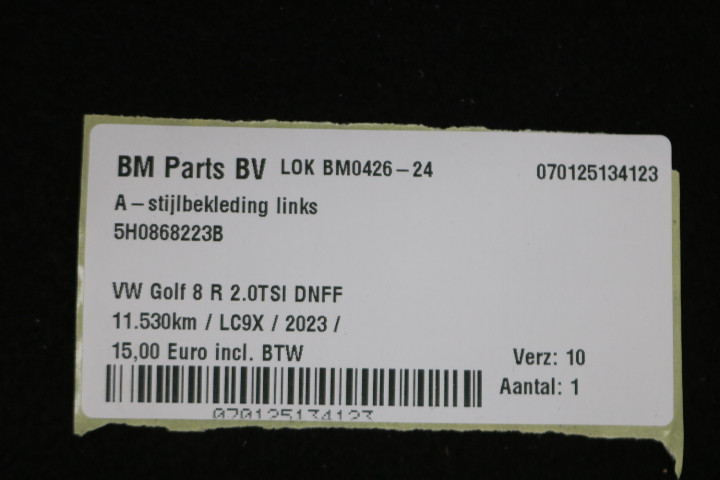 BM Parts BV LOK BM0426-24 070125134123
A-stijlbekleding links
5H0868223B
VW Golf 8 R 2.0TSI DNFF
11.530km / LC9X / 2023 /
15,00 Euro incl. BTW Verz: 10
Aantal: 1
070125134123